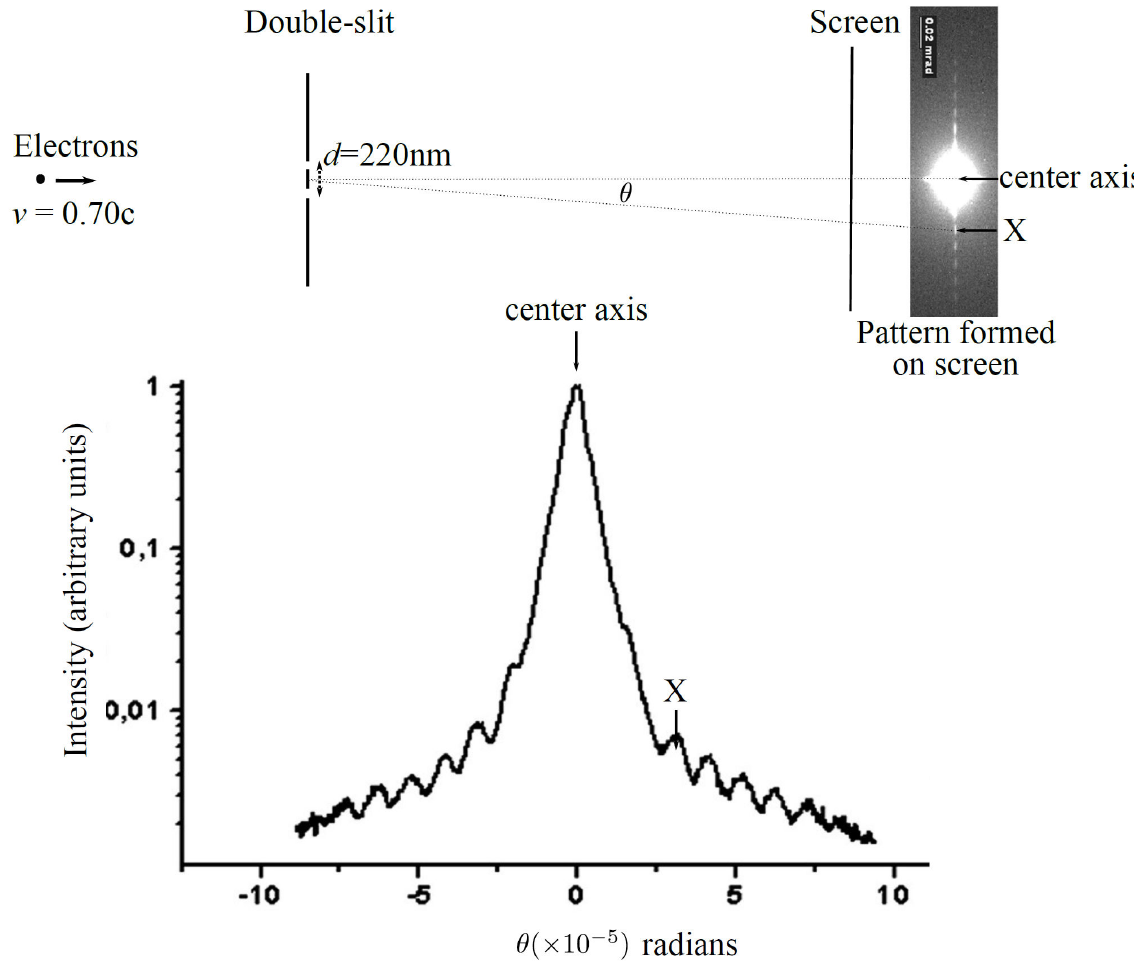 Double-slit
Screen
0.02 mrad
Electrons
d=220nm
v = 0.70c
θ
center axis
X
Pattern formed
on screen
center axis
1
0,1
0,01
X
Intensity (arbitrary units)
-10 -5 0 5 10
θ(×10⁻⁵) radians